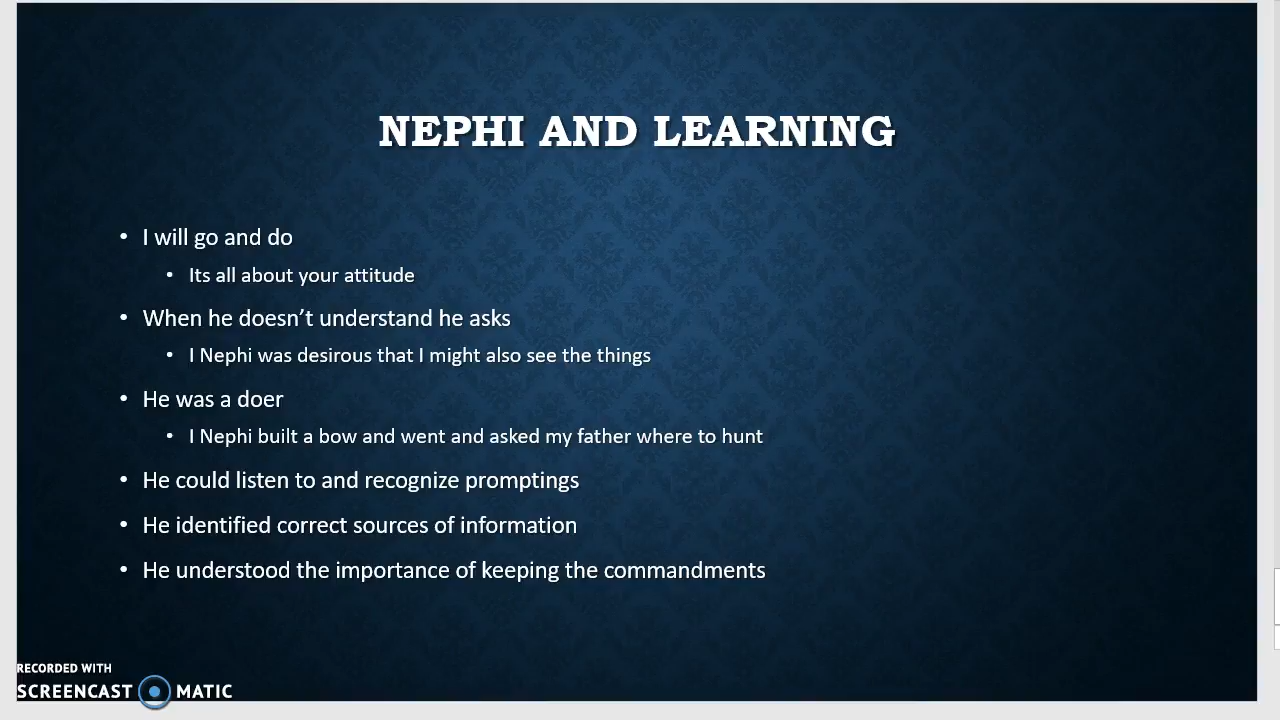 NEPHI AND LEARNING
• I will go and do
• Its all about your attitude
• When he doesn’t understand he asks
• I Nephi was desirous that I might also see the things
• He was a doer
• I Nephi built a bow and went and asked my father where to hunt
• He could listen to and recognize promptings
• He identified correct sources of information
• He understood the importance of keeping the commandments
RECORDED WITH
SCREENCAST MATIC